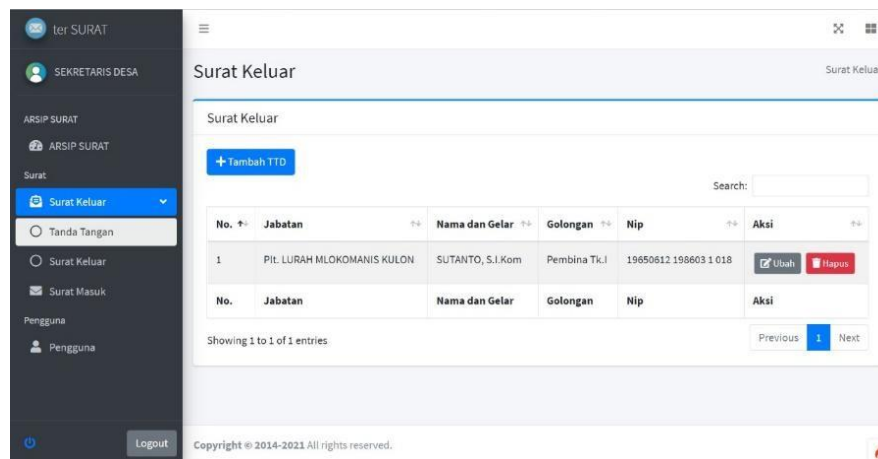 ter SURAT
SEKRETARIS DESA
ARSIP SURAT
ARSIP SURAT
Surat
Surat Keluar
Tanda Tangan
Surat Keluar
Surat Masuk
Pengguna
Pengguna
Logout
Surat Keluar
Surat Kelua
Surat Keluar
Tambah TTD
Search:
No. Jabatan Nama dan Gelar Golongan Nip Aksi
1 Plt. LURAH MLOKOMANIS KULON SUTANTO, S.I.Kom Pembina Tk.I 19650612 198603 1 018 Ubah Hapus
No. Jabatan Nama dan Gelar Golongan Nip Aksi
Showing 1 to 1 of 1 entries
Previous 1 Next
Copyright © 2014-2021 All rights reserved.